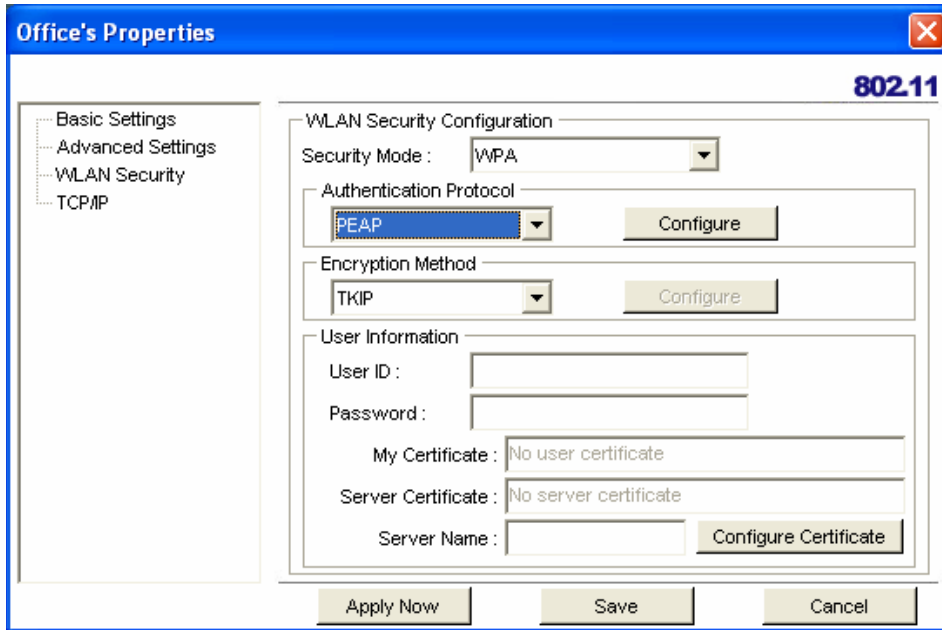 Office's Properties
802.11
Basic Settings
Advanced Settings
WLAN Security
TCP/IP
WLAN Security Configuration
Security Mode : WPA
Authentication Protocol
PEAP Configure
Encryption Method
TKIP Configure
User Information
User ID :
Password :
My Certificate : No user certificate
Server Certificate : No server certificate
Server Name : Configure Certificate
Apply Now Save Cancel